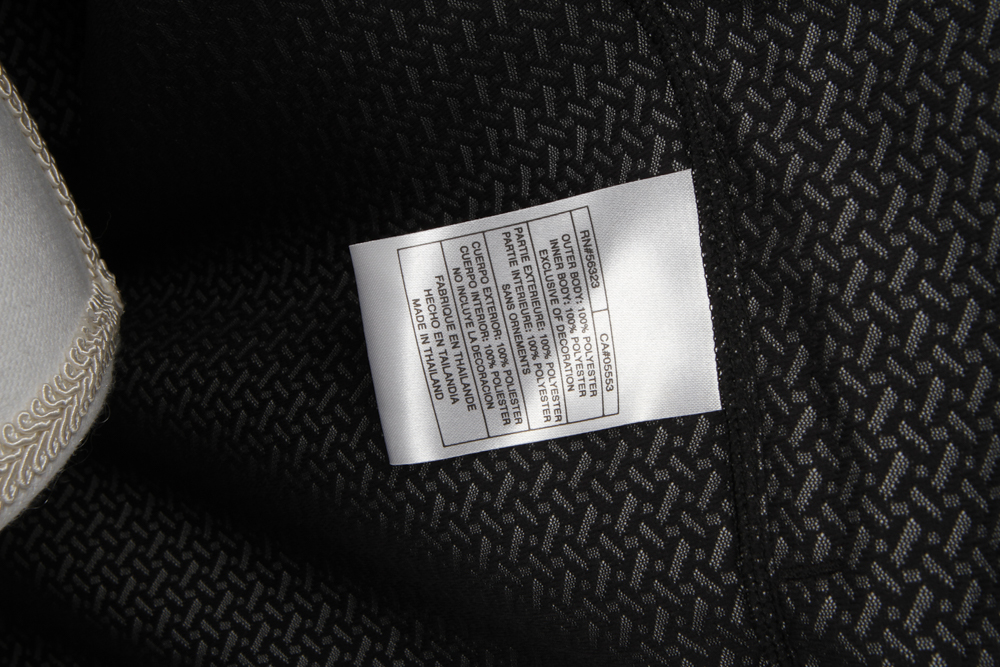 RN#56323 CA#05553
OUTER BODY: 100% POLYESTER
INNER BODY: 100% POLYESTER
EXCLUSIVE OF DECORATION
PARTIE EXTERIEURE: 100% POLYESTER
PARTIE INTERIEURE: 100% POLYESTER
SANS ORNEMENTS
CUERPO EXTERIOR: 100% POLIESTER
CUERPO INTERIOR: 100% POLIESTER
NO INCLUYE LA DECORACION
FABRIQUE EN THAILANDE
HECHO EN TAILANDIA
MADE IN THAILAND